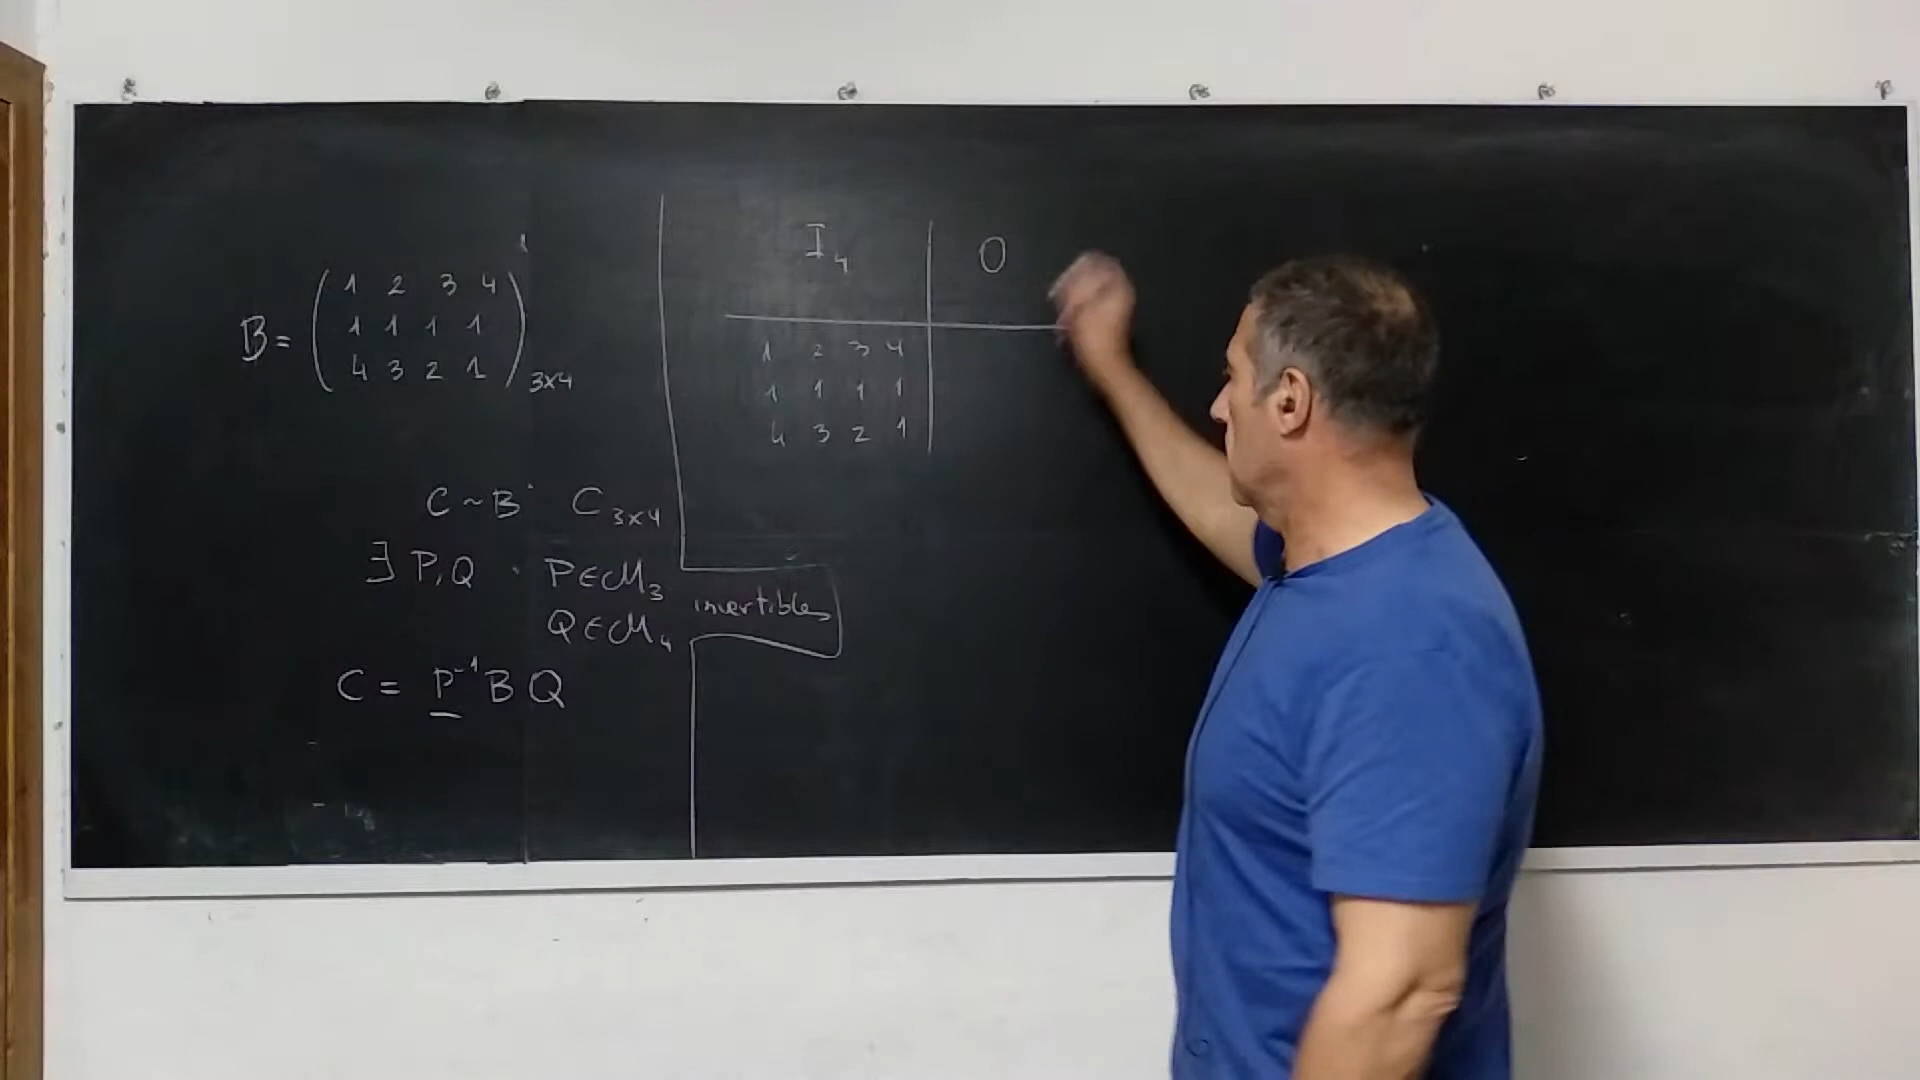 B = ( 1 2 3 4
1 1 1 1
4 3 2 1 ) 3x4
C ~ B C 3x4
∃ P, Q · P ∈ M₃
Q ∈ M₄
invertibles
C = P⁻¹ B Q
I₄ | 0
1 2 3 4
1 1 1 1
4 3 2 1